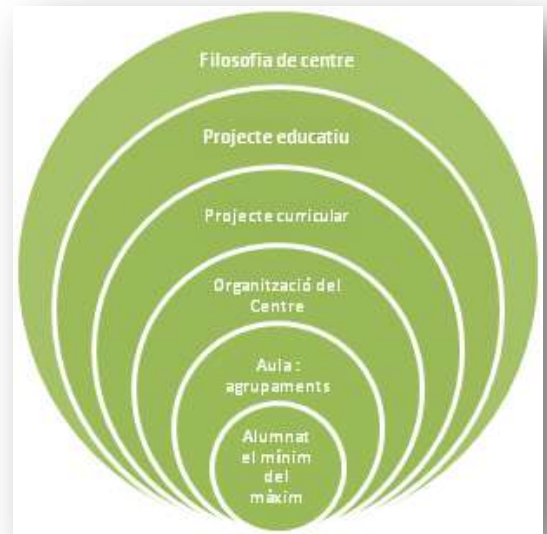 Filosofia de centre
Projecte educatiu
Projecte curricular
Organització del
Centre
Aula :
agrupaments
Alumnat
el mínim
del
màxim